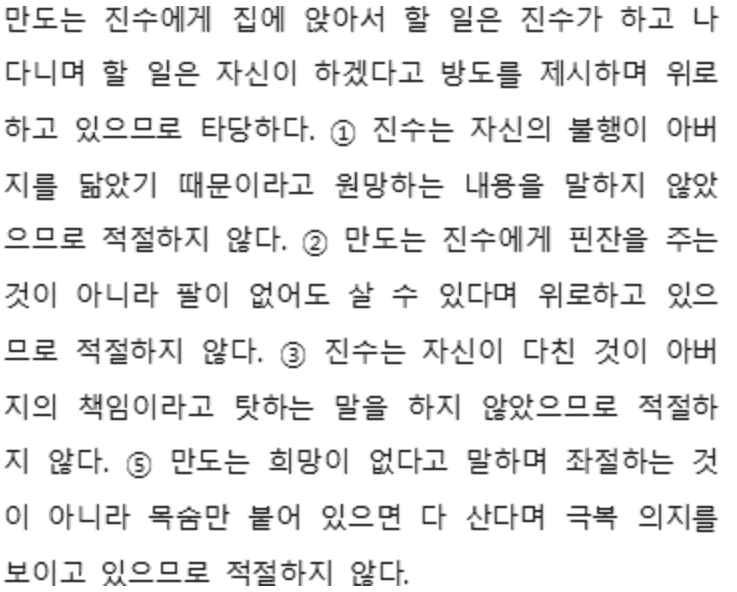 만도는 진수에게 집에 앉아서 할 일은 진수가 하고 나
다니며 할 일은 자신이 하겠다고 방도를 제시하며 위로
하고 있으므로 타당하다. ① 진수는 자신의 불행이 아버
지를 닮았기 때문이라고 원망하는 내용을 말하지 않았
으므로 적절하지 않다. ② 만도는 진수에게 핀잔을 주는
것이 아니라 팔이 없어도 살 수 있다며 위로하고 있으
므로 적절하지 않다. ③ 진수는 자신이 다친 것이 아버
지의 책임이라고 탓하는 말을 하지 않았으므로 적절하
지 않다. ⑤ 만도는 희망이 없다고 말하며 좌절하는 것
이 아니라 목숨만 붙어 있으면 다 산다며 극복 의지를
보이고 있으므로 적절하지 않다.